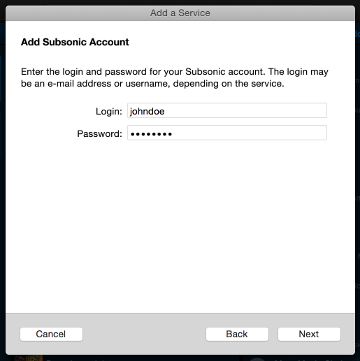 Add a Service
Add Subsonic Account
Enter the login and password for your Subsonic account. The login may
be an e-mail address or username, depending on the service.
Login: johndoe
Password: ••••••••
Cancel Back Next